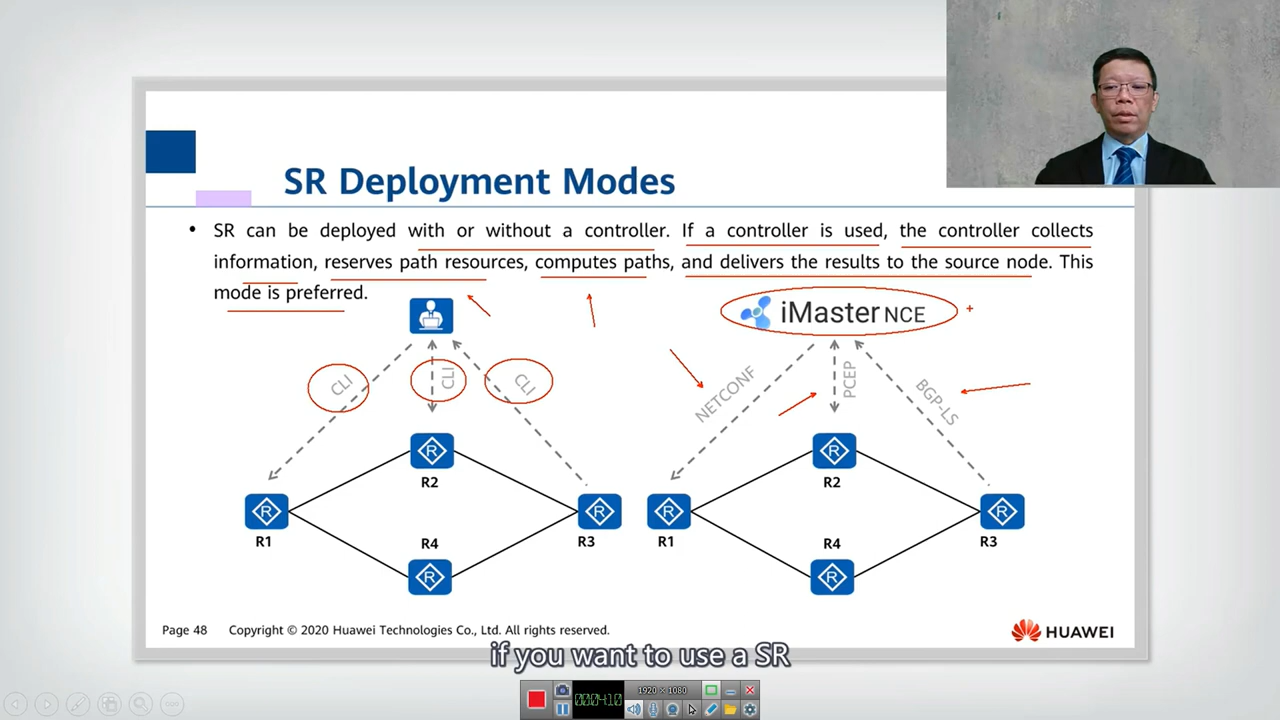 SR Deployment Modes
• SR can be deployed with or without a controller. If a controller is used, the controller collects
information, reserves path resources, computes paths, and delivers the results to the source node. This
mode is preferred.
iMaster NCE
CLI
CLI
CLI
NETCONF
PCEP
BGP-LS
R2
R2
R1
R4
R3
R1
R4
R3
Page 48 Copyright © 2020 Huawei Technologies Co., Ltd. All rights reserved.
HUAWEI
if you want to use a SR
1920 × 1080